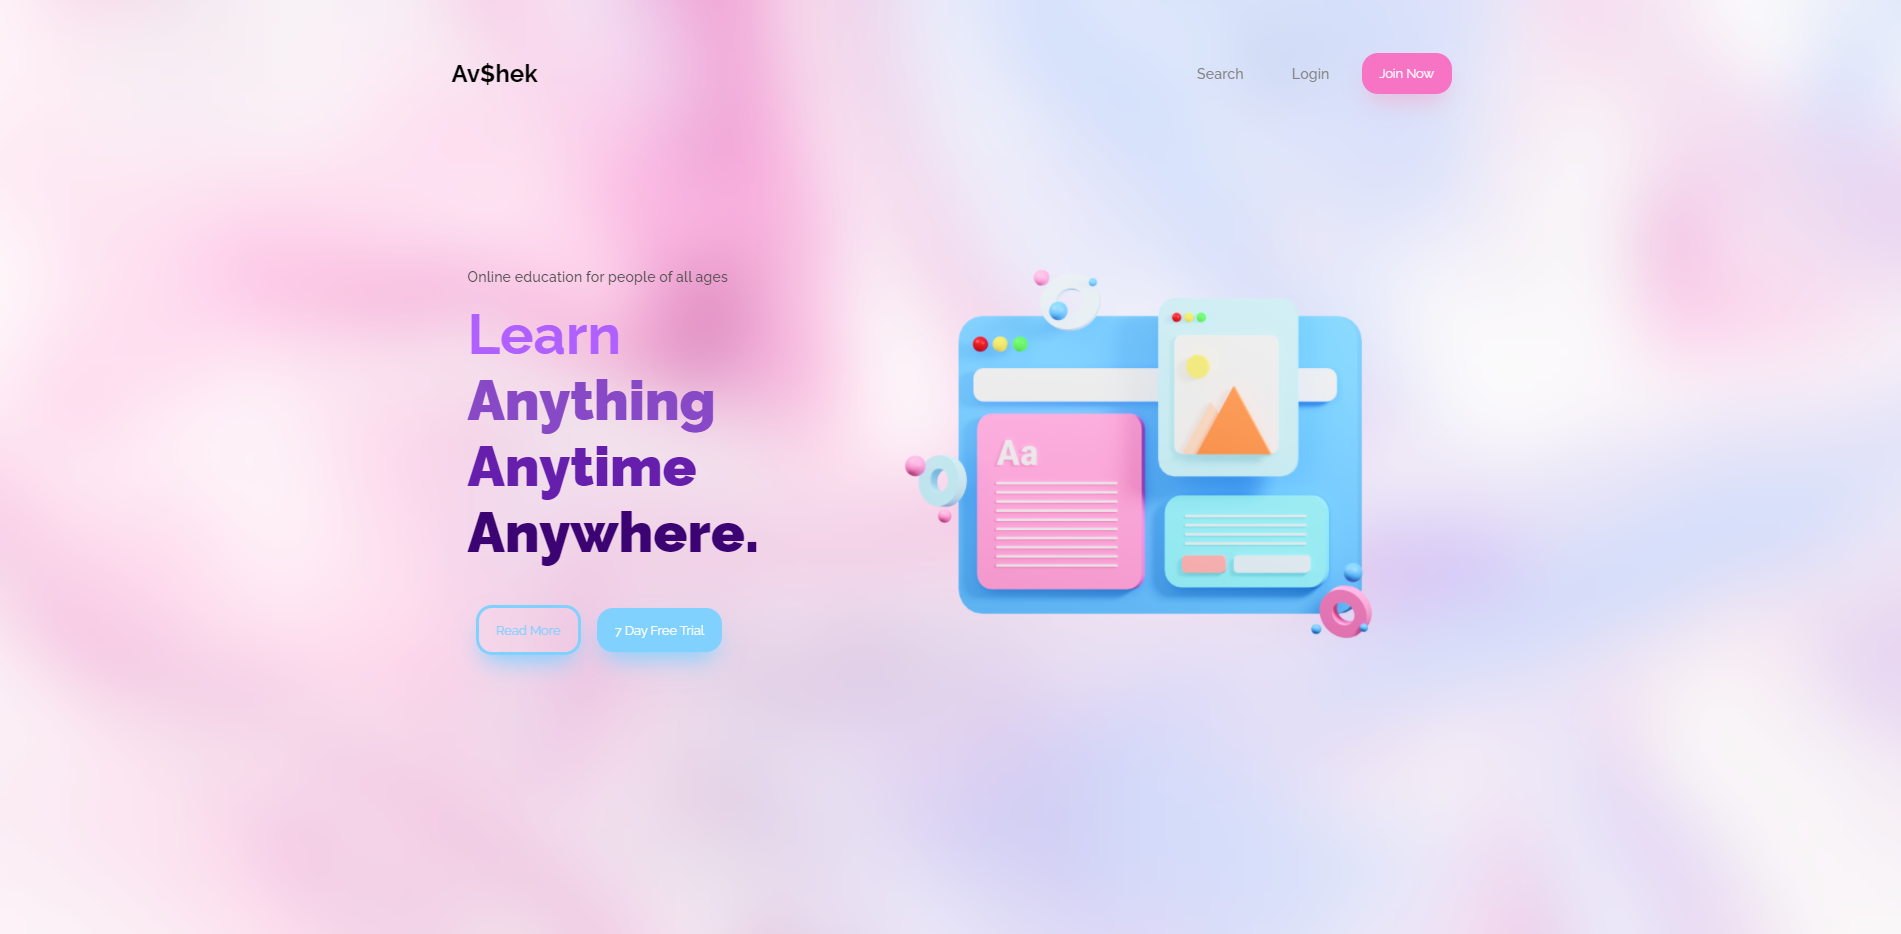 Av$hek
Search
Login
Join Now
Online education for people of all ages
Learn
Anything
Anytime
Anywhere.
Aa
Read More
7 Day Free Trial